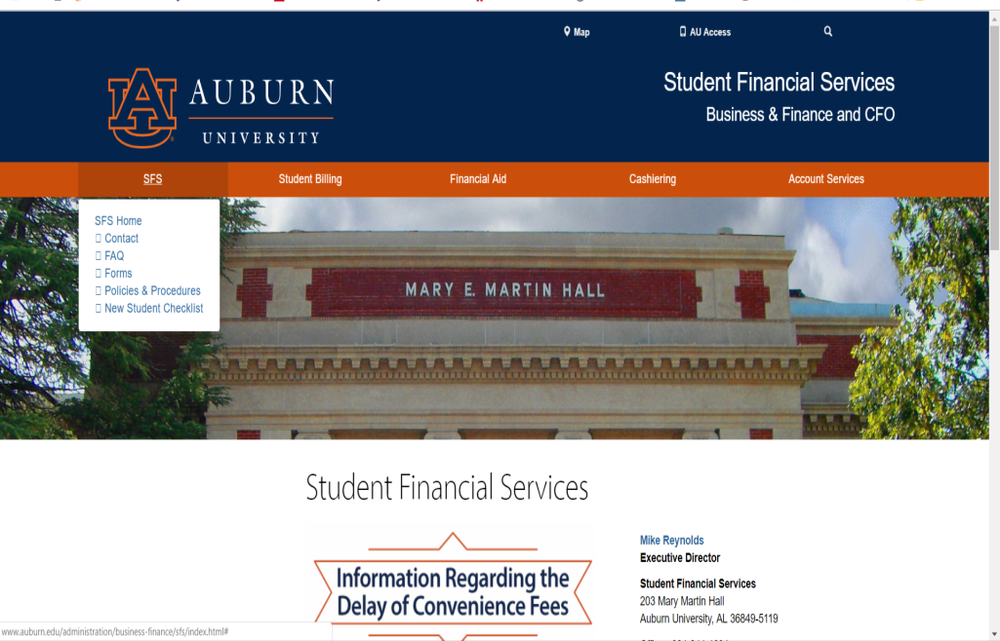 Map
AU Access
AUBURN
UNIVERSITY
Student Financial Services
Business & Finance and CFO
SFS
Student Billing
Financial Aid
Cashiering
Account Services
SFS Home
Contact
FAQ
Forms
Policies & Procedures
New Student Checklist
MARY E. MARTIN HALL
Student Financial Services
Information Regarding the
Delay of Convenience Fees
Mike Reynolds
Executive Director
Student Financial Services
203 Mary Martin Hall
Auburn University, AL 36849-5119
www.auburn.edu/administration/business-finance/sfs/index.html#